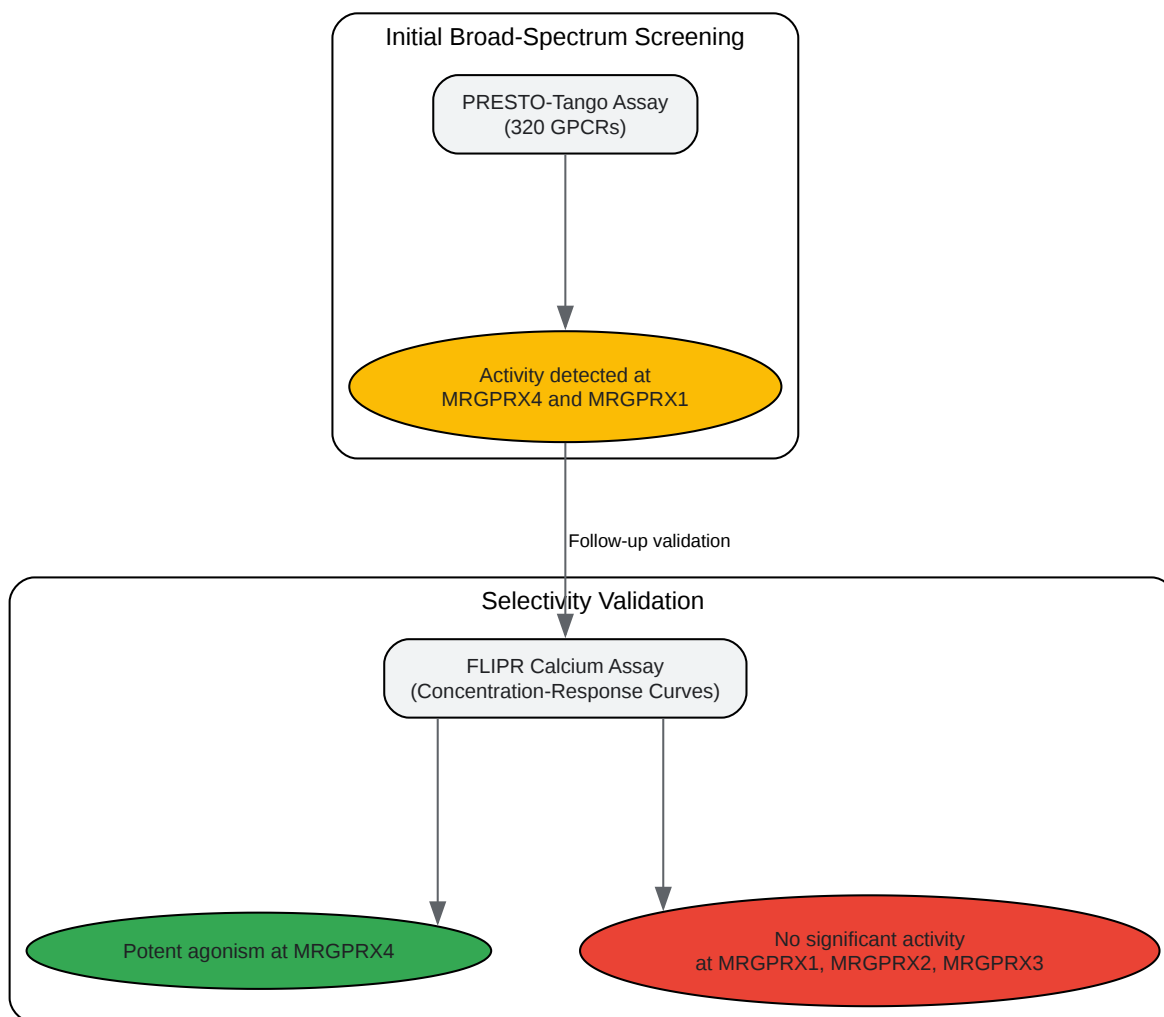 Initial Broad-Spectrum Screening
PRESTO-Tango Assay
(320 GPCRs)
Activity detected at
MRGPRX4 and MRGPRX1
Follow-up validation
Selectivity Validation
FLIPR Calcium Assay
(Concentration-Response Curves)
Potent agonism at MRGPRX4
No significant activity
at MRGPRX1, MRGPRX2, MRGPRX3